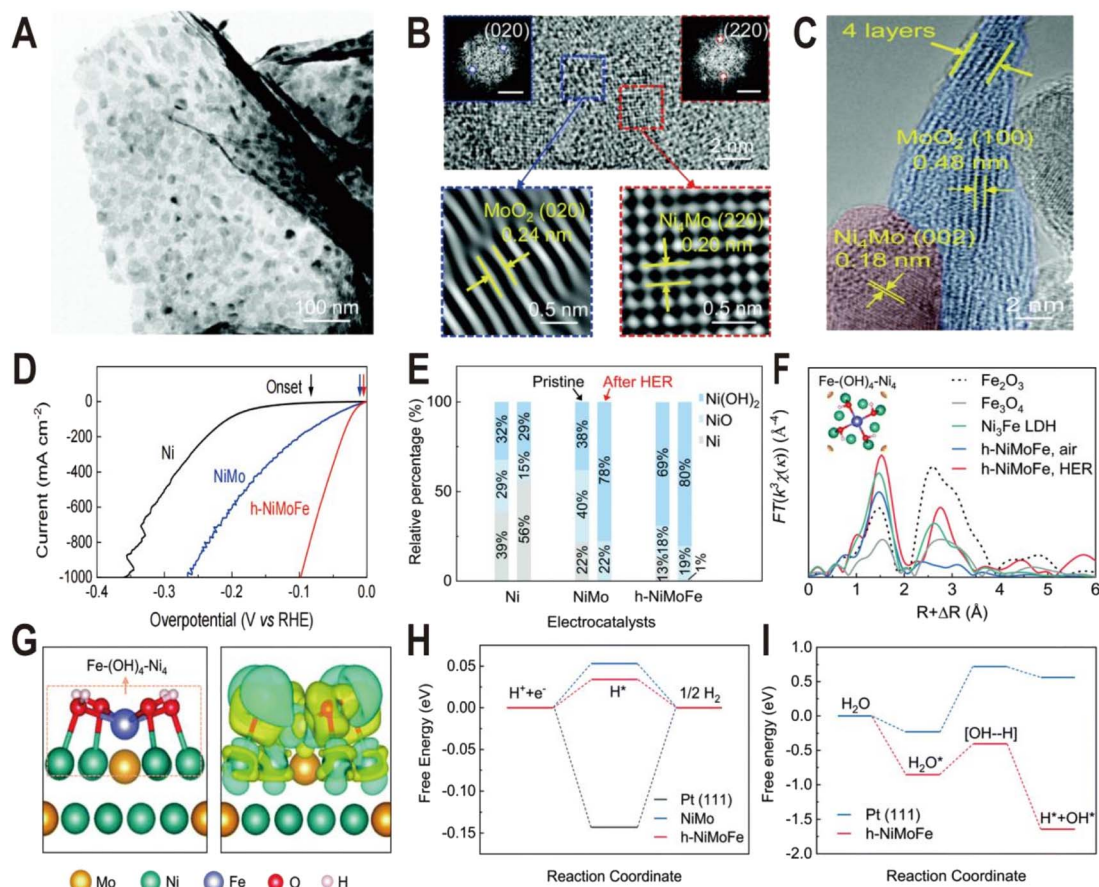 A
100 nm
B
(020)
(220)
2 nm
MoO₂ (020)
0.24 nm
0.5 nm
Ni₄Mo (220)
0.20 nm
0.5 nm
C
4 layers
MoO₂ (100)
0.48 nm
Ni₄Mo (002)
0.18 nm
2 nm
D
Onset
0
-200
-400
-600
-800
-1000
Current (mA cm⁻²)
Ni
NiMo
h-NiMoFe
-0.4 -0.3 -0.2 -0.1 0.0
Overpotential (V vs RHE)
E
Pristine After HER
Ni(OH)₂
NiO
Ni
100
80
60
40
20
0
Relative percentage (%)
32% 29% 38% 78% 69% 80%
29% 15% 40% 18%
39% 56% 22% 22% 13% 19% 1%
Ni NiMo h-NiMoFe
Electrocatalysts
F
Fe-(OH)₄-Ni₄
Fe₂O₃
Fe₃O₄
Ni₃Fe LDH
h-NiMoFe, air
h-NiMoFe, HER
FT(k³χ(κ)) (Å⁻⁴)
0 1 2 3 4 5 6
R+ΔR (Å)
G
Fe-(OH)₄-Ni₄
Mo Ni Fe O H
H
0.05
0.00
-0.05
-0.10
-0.15
Free Energy (eV)
H⁺+e⁻ H* 1/2 H₂
Pt (111)
NiMo
h-NiMoFe
Reaction Coordinate
I
1.0
0.5
0.0
-0.5
-1.0
-1.5
-2.0
Free energy (eV)
H₂O
H₂O*
[OH--H]
H*+OH*
Pt (111)
h-NiMoFe
Reaction Coordinate